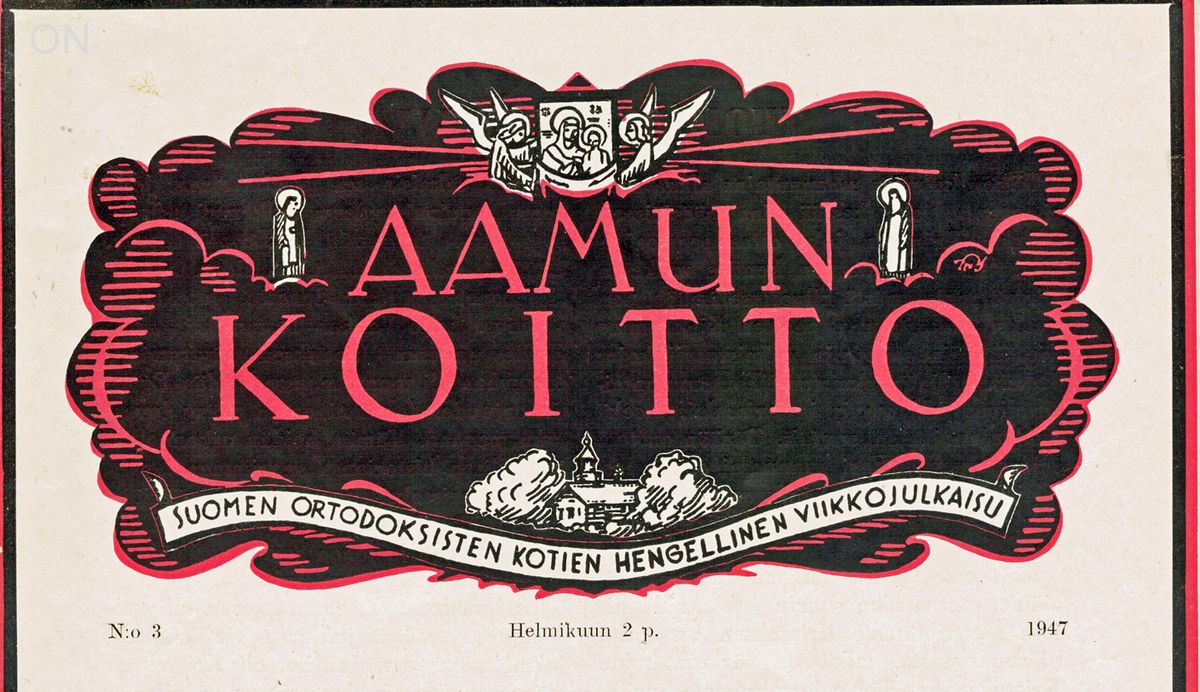 ON
AAMUN
KOITTO
SUOMEN ORTODOKSISTEN KOTIEN HENGELLINEN VIIKKOJULKAISU
N:o 3
Helmikuun 2 p.
1947